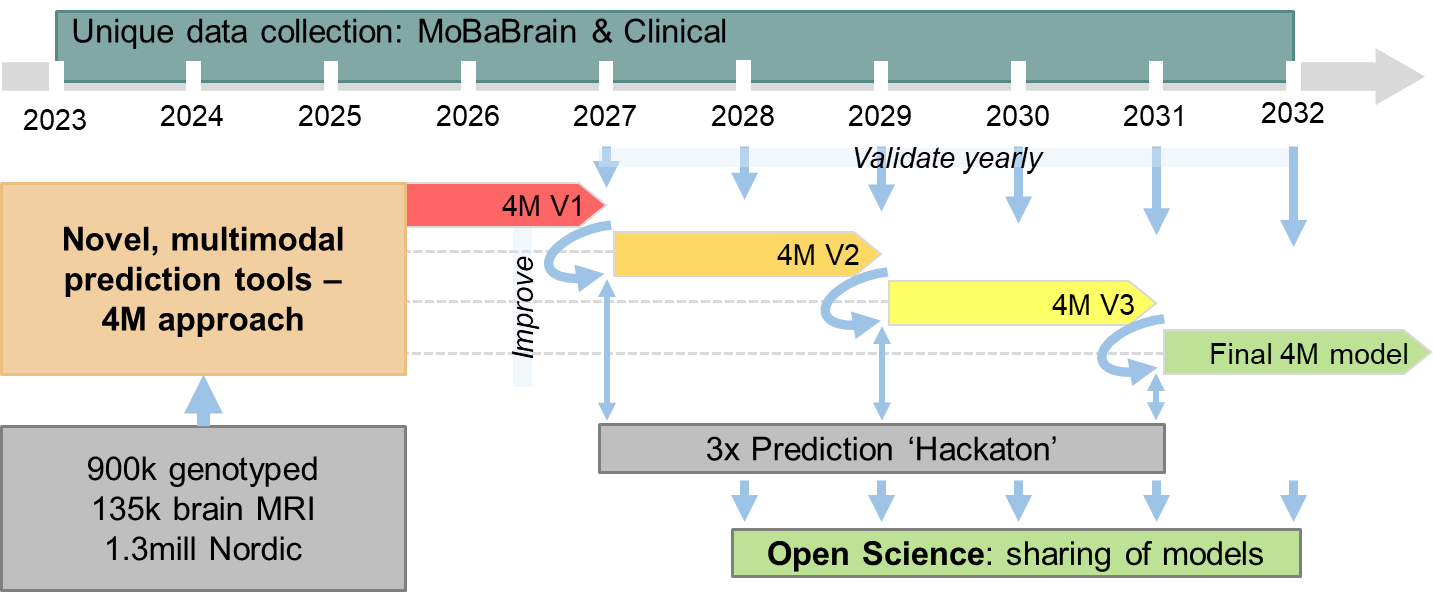 Unique data collection: MoBaBrain & Clinical
2023 2024 2025 2026 2027 2028 2029 2030 2031 2032
Validate yearly
4M V1
Novel, multimodal
prediction tools –
4M approach
Improve
4M V2
4M V3
Final 4M model
900k genotyped
135k brain MRI
1.3mill Nordic
3x Prediction ‘Hackaton’
Open Science: sharing of models